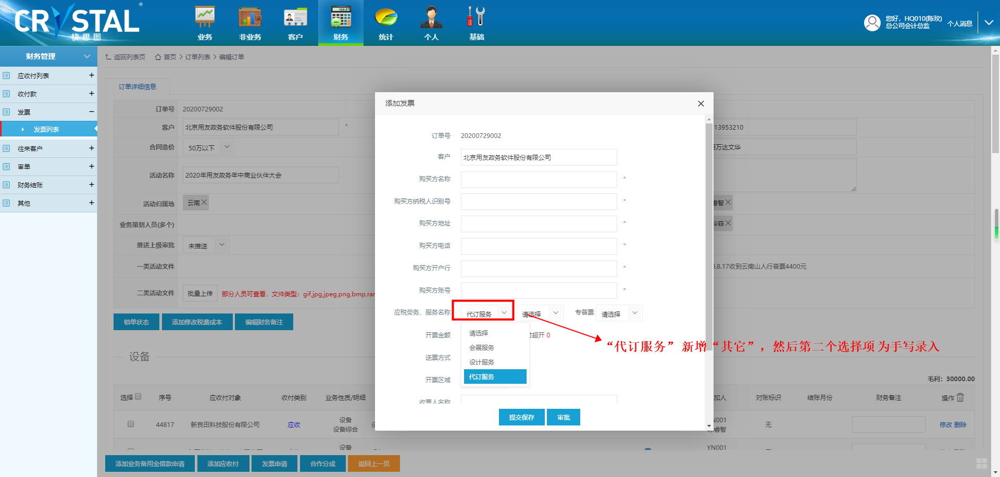 CRYSTAL ®
快思图
业务
非业务
客户
财务
统计
个人
基础
您好，HQ010(陈玟)
总公司会计总监
个人消息
财务管理
应收付列表 +
收付款 +
发票 −
发票列表
往来客户 +
审单 +
财务结账 +
其他 +
返回列表页 首页 > 订单列表 > 编辑订单
订单详细信息
订单号 20200729002
客户 北京用友政务软件股份有限公司 *
13953210
合同造价 50万以下
万达文华
活动名称 2020年用友政务年中商业伙伴大会
活动归属地 云南
睿智
业务策划人员(多个)
推送上级审批 未推送
一类活动文件
.8.17收到云南山人行普票4400元
二类活动文件 批量上传 部分人员可查看，文件类型：gif,jpg,jpeg,png,bmp,rar
锁单状态 添加修改税费成本 编辑财务备注
设备
毛利：30000.00
选择 序号 应收付对象 收付类别 业务性质/明细
加人 对账标识 结账月份 财务备注 操作
44817 新良田科技股份有限公司 应收 设备
设备综合
N001
睿智
无 修改 删除
设备
YN001
添加业务备用金借款申请 添加应收付 发票申请 合作分成 返回上一页
添加发票
订单号 20200729002
客户 北京用友政务软件股份有限公司
购买方名称 *
购买方纳税人识别号 *
购买方地址 *
购买方电话 *
购买方开户行 *
购买方账号 *
应税劳务、服务名称 代订服务 请选择 专普票 请选择
开票金额 超开 0
送票方式
开票区域
收票人名称
请选择
会展服务
设计服务
代订服务
提交保存 审批
“代订服务” 新增“其它”，然后第二个选择项为手写录入